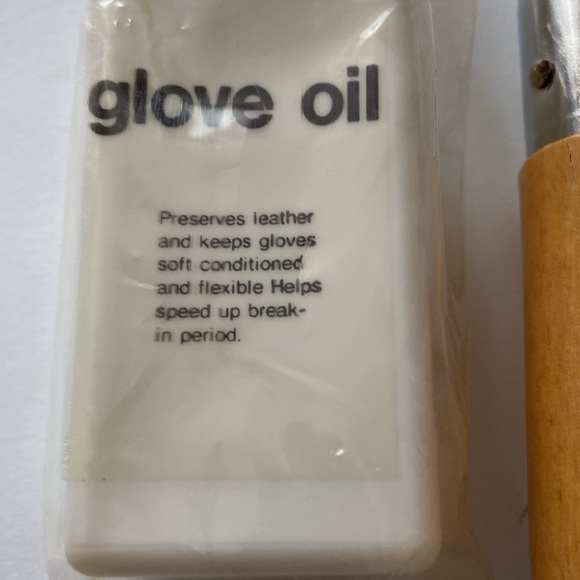 glove oil
Preserves leather
and keeps gloves
soft conditioned
and flexible Helps
speed up break-
in period.